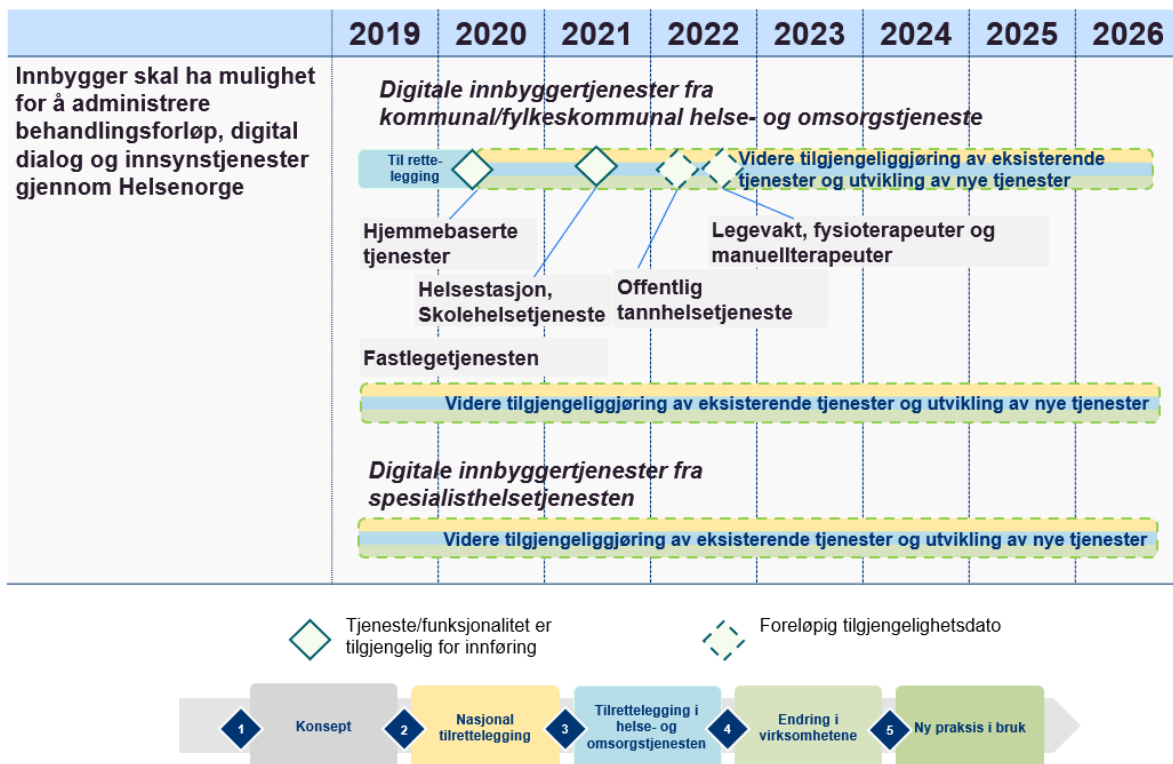 2019 2020 2021 2022 2023 2024 2025 2026
Innbygger skal ha mulighet
for å administrere
behandlingsforløp, digital
dialog og innsynstjenester
gjennom Helsenorge
Digitale innbyggertjenester fra
kommunal/fylkeskommunal helse- og omsorgstjeneste
Til rette-
legging
Videre tilgjengeliggjøring av eksisterende
tjenester og utvikling av nye tjenester
Hjemmebaserte
tjenester
Legevakt, fysioterapeuter og
manuellterapeuter
Helsestasjon,
Skolehelsetjeneste
Offentlig
tannhelsetjeneste
Fastlegetjenesten
Videre tilgjengeliggjøring av eksisterende tjenester og utvikling av nye tjenester
Digitale innbyggertjenester fra
spesialisthelsetjenesten
Videre tilgjengeliggjøring av eksisterende tjenester og utvikling av nye tjenester
Tjeneste/funksjonalitet er
tilgjengelig for innføring
Foreløpig tilgjengelighetsdato
1
Konsept
2
Nasjonal
tilrettelegging
3
Tilrettelegging i
helse- og
omsorgstjenesten
4
Endring i
virksomhetene
5
Ny praksis i bruk